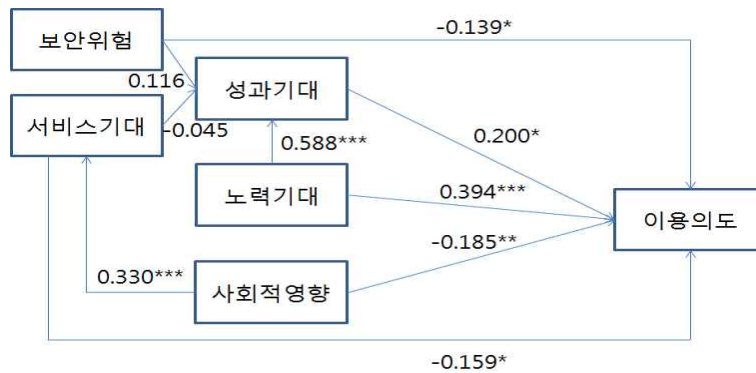 보안위험
-0.139*
0.116
성과기대
서비스기대
-0.045
0.200*
0.588***
노력기대
0.394***
이용의도
-0.185**
0.330***
사회적영향
-0.159*